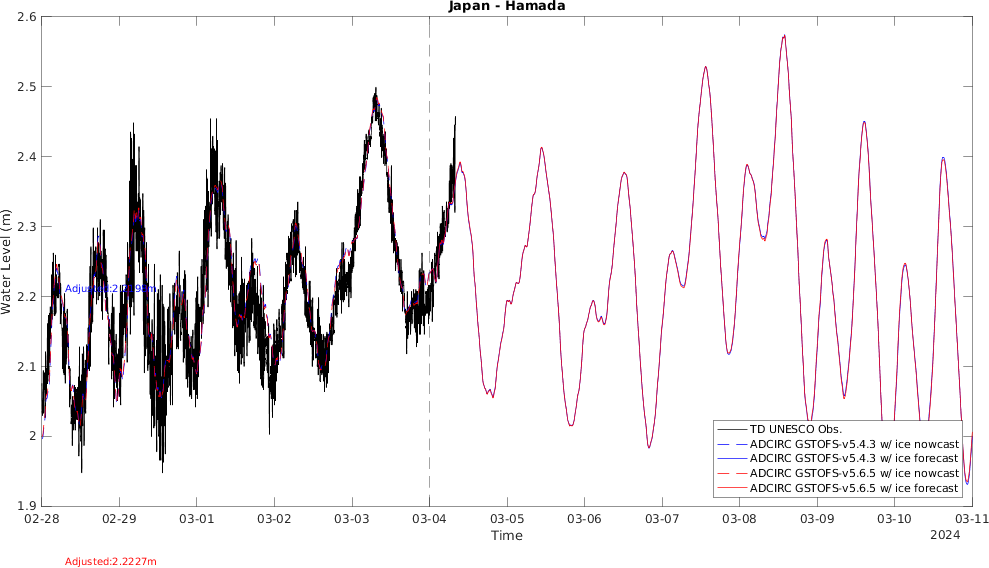 Japan - Hamada
Water Level (m)
2.6
2.5
2.4
2.3
2.2
2.1
2
1.9
Adjusted:
TD UNESCO Obs.
ADCIRC GSTOFS-v5.4.3 w/ ice nowcast
ADCIRC GSTOFS-v5.4.3 w/ ice forecast
ADCIRC GSTOFS-v5.6.5 w/ ice nowcast
ADCIRC GSTOFS-v5.6.5 w/ ice forecast
02-28 02-29 03-01 03-02 03-03 03-04 03-05 03-06 03-07 03-08 03-09 03-10 03-11
Time
2024
Adjusted:2.2227m